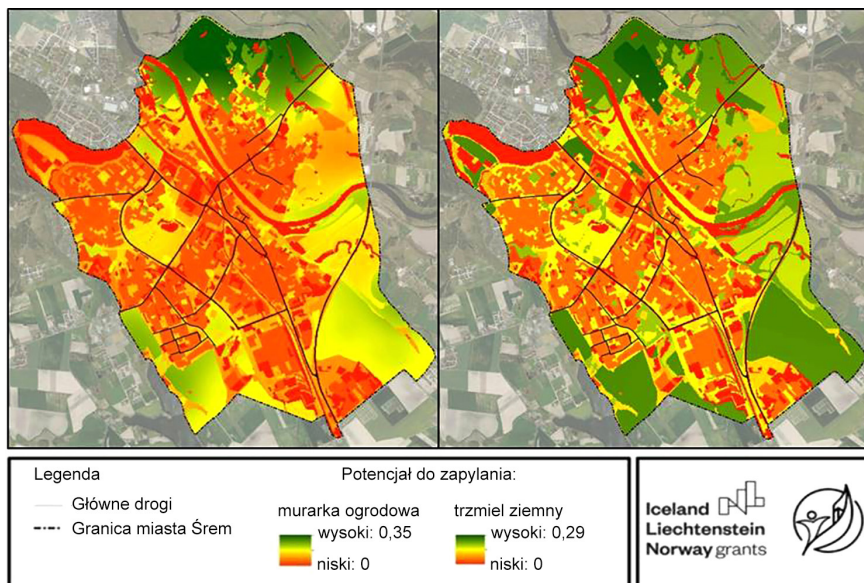 Legenda
Główne drogi
Granica miasta Śrem
Potencjał do zapylania:
murarka ogrodowa
wysoki: 0,35
niski: 0
trzmiel ziemny
wysoki: 0,29
niski: 0
Iceland
Liechtenstein
Norway grants